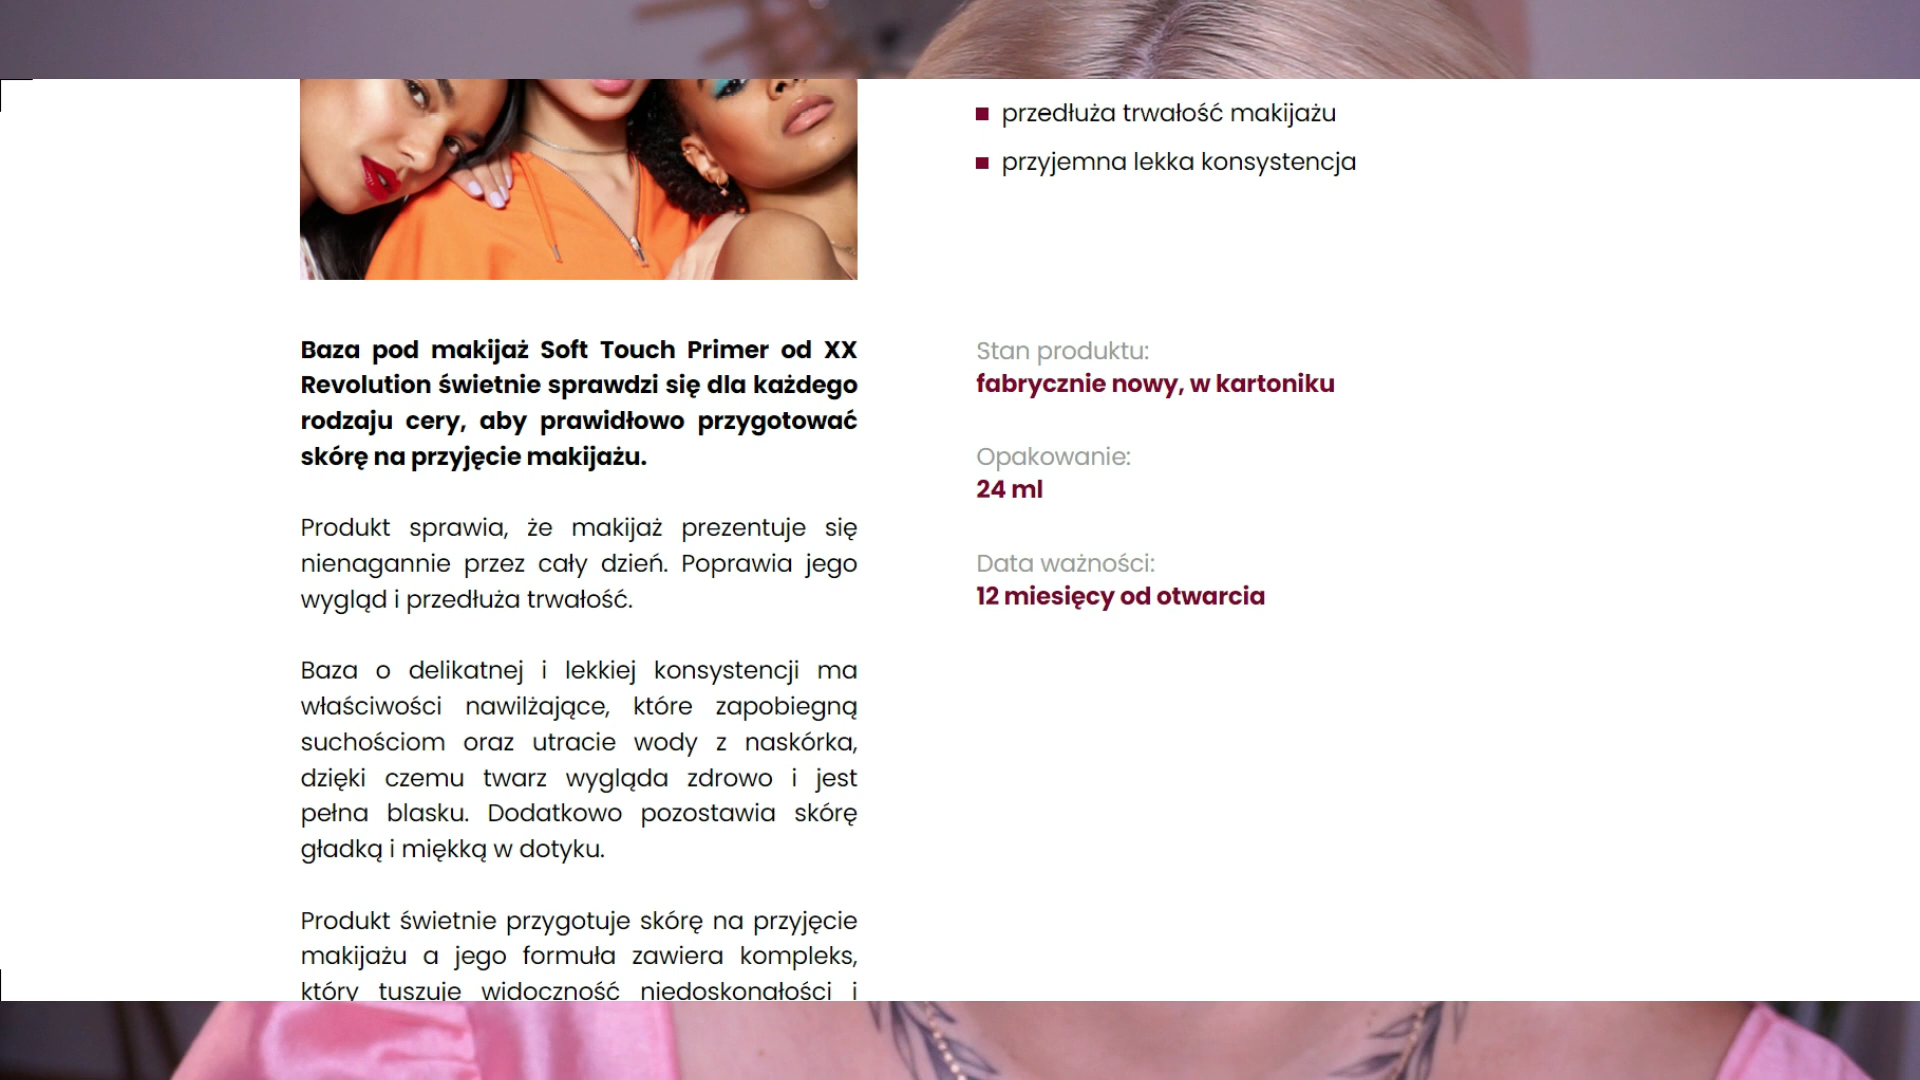 przedłuża trwałość makijażu
przyjemna lekka konsystencja
Baza pod makijaż Soft Touch Primer od XX
Revolution świetnie sprawdzi się dla każdego
rodzaju cery, aby prawidłowo przygotować
skórę na przyjęcie makijażu.
Produkt sprawia, że makijaż prezentuje się
nienagannie przez cały dzień. Poprawia jego
wygląd i przedłuża trwałość.
Baza o delikatnej i lekkiej konsystencji ma
właściwości nawilżające, które zapobiegną
suchościom oraz utracie wody z naskórka,
dzięki czemu twarz wygląda zdrowo i jest
pełna blasku. Dodatkowo pozostawia skórę
gładką i miękką w dotyku.
Produkt świetnie przygotuje skórę na przyjęcie
makijażu a jego formuła zawiera kompleks,
który tuszuje widoczność niedoskonałości i
Stan produktu:
fabrycznie nowy, w kartoniku
Opakowanie:
24 ml
Data ważności:
12 miesięcy od otwarcia